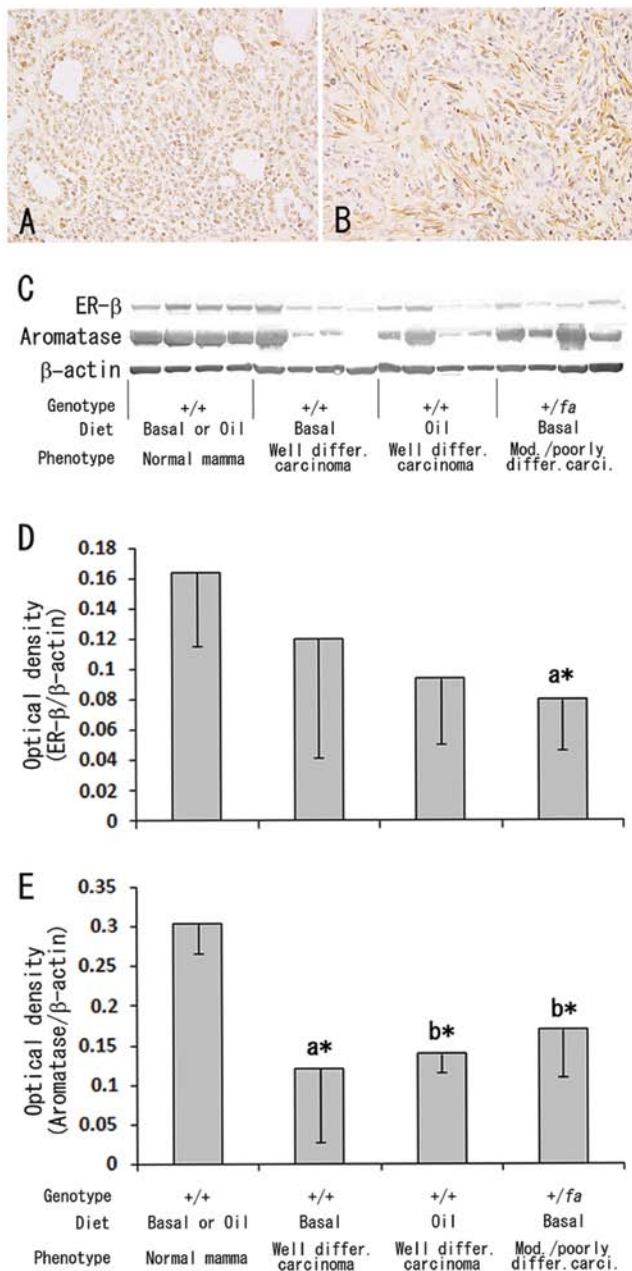 A
B
C
ER-β
Aromatase
β-actin
Genotype +/+ +/+ +/+ +/fa
Diet Basal or Oil Basal Oil Basal
Phenotype Normal mamma Well differ. carcinoma Well differ. carcinoma Mod./poorly differ.carci.
D
Optical density
(ER-β/β-actin)
0.18
0.16
0.14
0.12
0.1
0.08
0.06
0.04
0.02
0
a*
E
Optical density
(Aromatase/β-actin)
0.35
0.3
0.25
0.2
0.15
0.1
0.05
0
a*
b*
b*
Genotype +/+ +/+ +/+ +/fa
Diet Basal or Oil Basal Oil Basal
Phenotype Normal mamma Well differ. carcinoma Well differ. carcinoma Mod./poorly differ.carci.